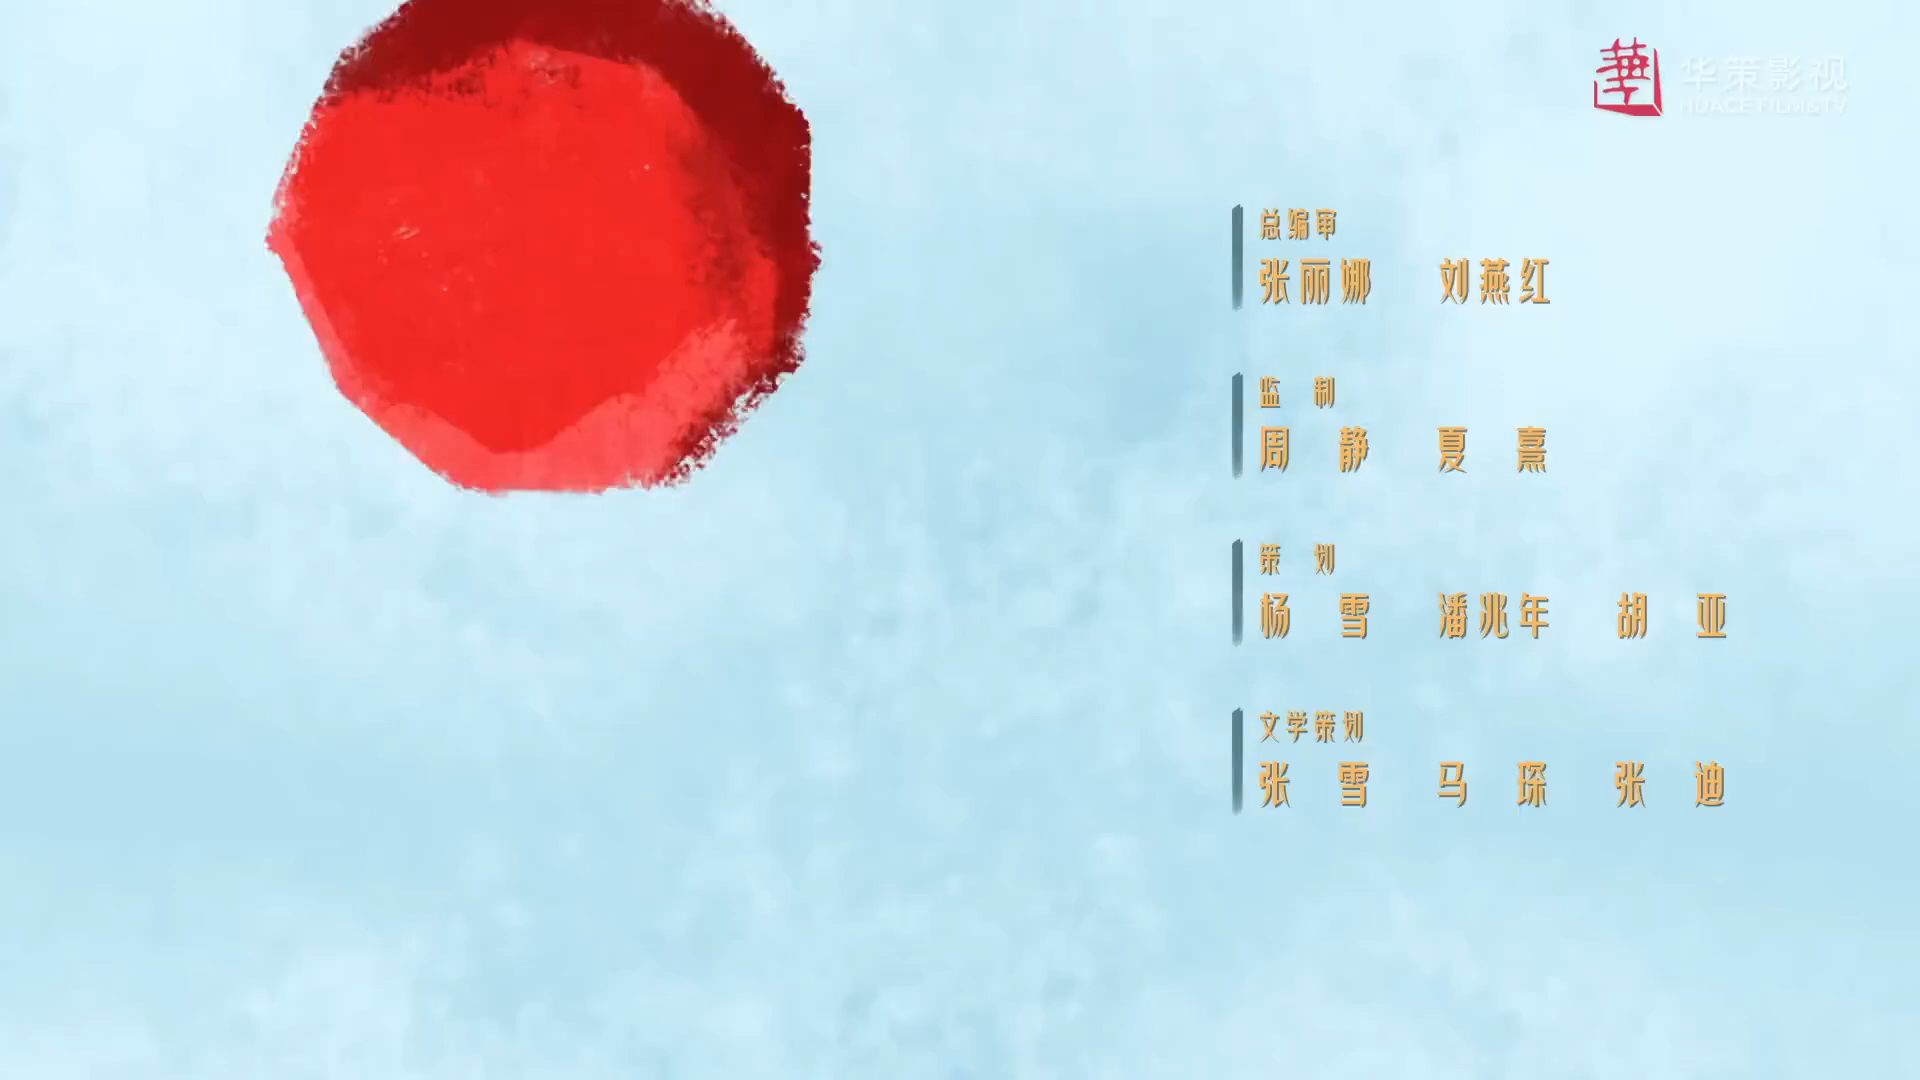 華
华策影视
HUACE FILM&TV
总编审
张丽娜 刘燕红
监 制
周 静 夏 熹
策 划
杨 雪 潘兆年 胡 亚
文学策划
张 雪 马 琛 张 迪